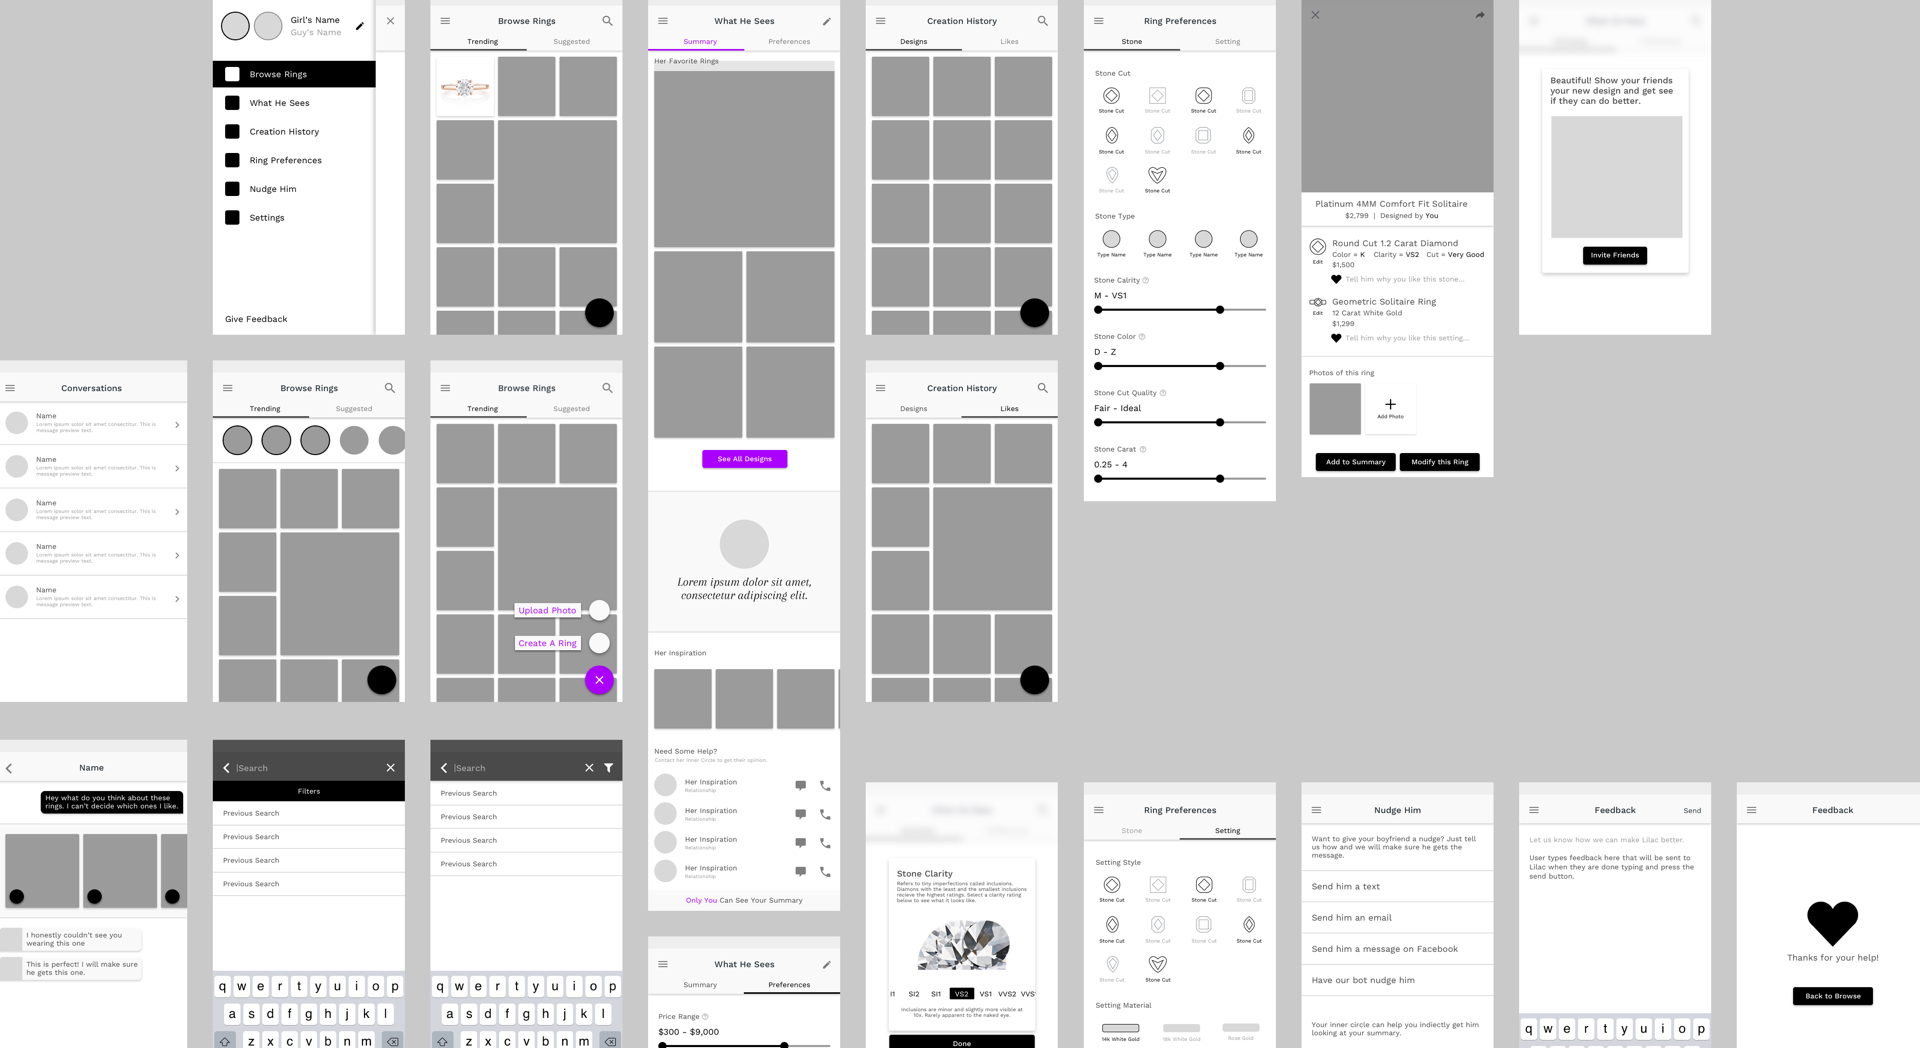 Girl's Name
Guy's Name
Browse Rings
What He Sees
Creation History
Ring Preferences
Nudge Him
Settings
Give Feedback
Browse Rings
Trending
Suggested
What He Sees
Summary
Preferences
Her Favorite Rings
See All Designs
Lorem ipsum dolor sit amet,
consectetur adipiscing elit.
Her Inspiration
Need Some Help?
Contact her Inner Circle to get their opinion.
Her Inspiration
Relationship
Her Inspiration
Relationship
Her Inspiration
Relationship
Her Inspiration
Relationship
Only You Can See Your Summary
Creation History
Designs
Likes
Ring Preferences
Stone
Setting
Stone Cut
Stone Cut
Stone Cut
Stone Cut
Stone Cut
Stone Cut
Stone Cut
Stone Cut
Stone Cut
Stone Cut
Stone Cut
Stone Type
Type Name
Type Name
Type Name
Type Name
Stone Calrity
M - VS1
Stone Color
D - Z
Stone Cut Quality
Fair - Ideal
Stone Carat
0.25 - 4
Platinum 4MM Comfort Fit Solitaire
$2,799 | Designed by You
Round Cut 1.2 Carat Diamond
Color = K Clarity = VS2 Cut = Very Good
$1,500
Edit
Tell him why you like this stone...
Geometric Solitaire Ring
12 Carat White Gold
Edit
$1,299
Tell him why you like this setting...
Photos of this ring
Add Photo
Add to Summary
Modify this Ring
Beautiful! Show your friends
your new design and get see
if they can do better.
Invite Friends
Conversations
Name
Lorem ipsum dolor sit amet consectitur. This is
message preview text.
Name
Lorem ipsum dolor sit amet consectitur. This is
message preview text.
Name
Lorem ipsum dolor sit amet consectitur. This is
message preview text.
Name
Lorem ipsum dolor sit amet consectitur. This is
message preview text.
Name
Lorem ipsum dolor sit amet consectitur. This is
message preview text.
Browse Rings
Trending
Suggested
Browse Rings
Trending
Suggested
Upload Photo
Create A Ring
Creation History
Designs
Likes
Name
Hey what do you think about these
rings. I can't decide which ones I like.
I honestly couldn't see you
wearing this one
This is perfect! I will make sure
he gets this one.
Search
Filters
Previous Search
Previous Search
Previous Search
Previous Search
q w e r t y u i o p
a s d f g h j k l
z x c v b n m
Search
Previous Search
Previous Search
Previous Search
Previous Search
q w e r t y u i o p
a s d f g h j k l
z x c v b n m
What He Sees
Summary
Preferences
Price Range
$300 - $9,000
Stone Clarity
Refers to tiny imperfections called inclusions.
Diamons with the least and the smallest inclusions
recieve the highest ratings. Select a clarity rating
below to see what it looks like.
I1 SI2 SI1 VS2 VS1 VVS2 VVS
Inclusions are minor and slightly more visible at
10x. Rarely apparent to the naked eye.
Done
Ring Preferences
Stone
Setting
Setting Style
Stone Cut
Stone Cut
Stone Cut
Stone Cut
Stone Cut
Stone Cut
Stone Cut
Stone Cut
Stone Cut
Stone Cut
Setting Material
14k White Gold
18k White Gold
Rose Gold
Nudge Him
Want to give your boyfriend a nudge? Just tell
us how and we will make sure he gets the
message.
Send him a text
Send him an email
Send him a message on Facebook
Have our bot nudge him
Your inner circle can help you indiectly get him
looking at your summary.
Feedback
Send
Let us know how we can make Lilac better.
User types feedback here that will be sent to
Lilac when they are done typing and press the
send button.
q w e r t y u i o p
Feedback
Thanks for your help!
Back to Browse